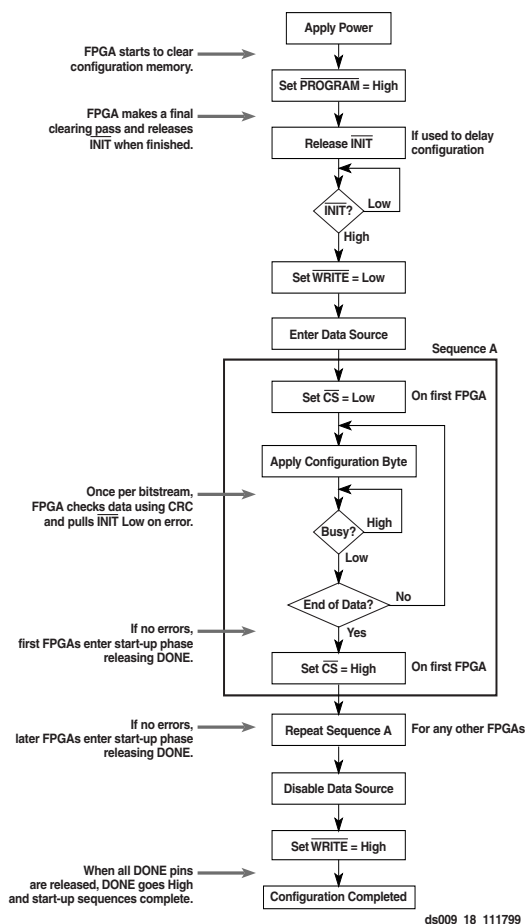 Apply Power
FPGA starts to clear
configuration memory.
Set PROGRAM = High
FPGA makes a final
clearing pass and releases
INIT when finished.
Release INIT
If used to delay
configuration
INIT?
Low
High
Set WRITE = Low
Enter Data Source
Sequence A
Set CS = Low
On first FPGA
Apply Configuration Byte
Once per bitstream,
FPGA checks data using CRC
and pulls INIT Low on error.
Busy?
High
Low
End of Data?
No
Yes
If no errors,
first FPGAs enter start-up phase
releasing DONE.
Set CS = High
On first FPGA
If no errors,
later FPGAs enter start-up phase
releasing DONE.
Repeat Sequence A
For any other FPGAs
Disable Data Source
Set WRITE = High
When all DONE pins
are released, DONE goes High
and start-up sequences complete.
Configuration Completed
ds009_18_111799